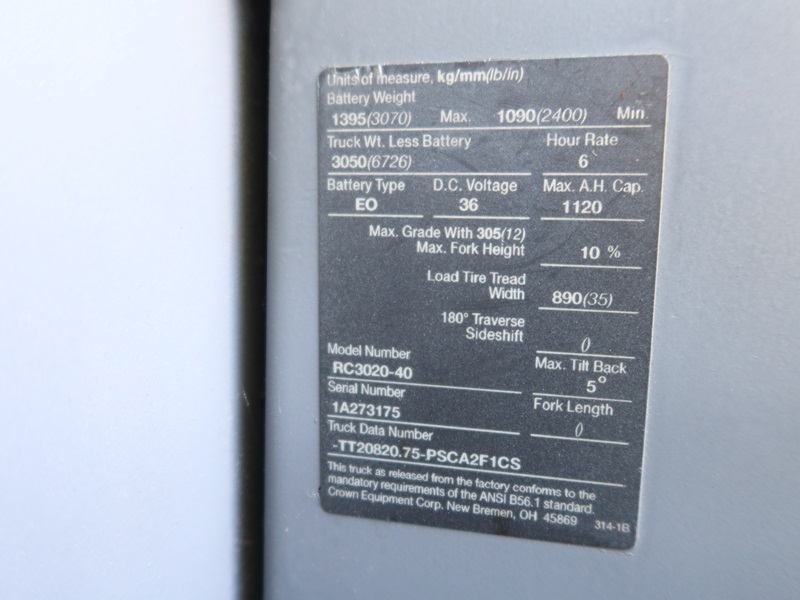 Units of measure, kg/mm(lb/in)
Battery Weight
1395(3070) Max. 1090(2400) Min.
Truck Wt. Less Battery Hour Rate
3050(6726) 6
Battery Type D.C. Voltage Max. A.H. Cap.
EO 36 1120
Max. Grade With 305(12)
Max. Fork Height 10 %
Load Tire Tread
Width 890(35)
180° Traverse
Sideshift 0
Model Number Max. Tilt Back
RC3020-40 5°
Serial Number Fork Length
1A273175 0
Truck Data Number
-TT20820.75-PSCA2F1CS
This truck as released from the factory conforms to the
mandatory requirements of the ANSI B56.1 standard.
Crown Equipment Corp. New Bremen, OH 45869 314-1B